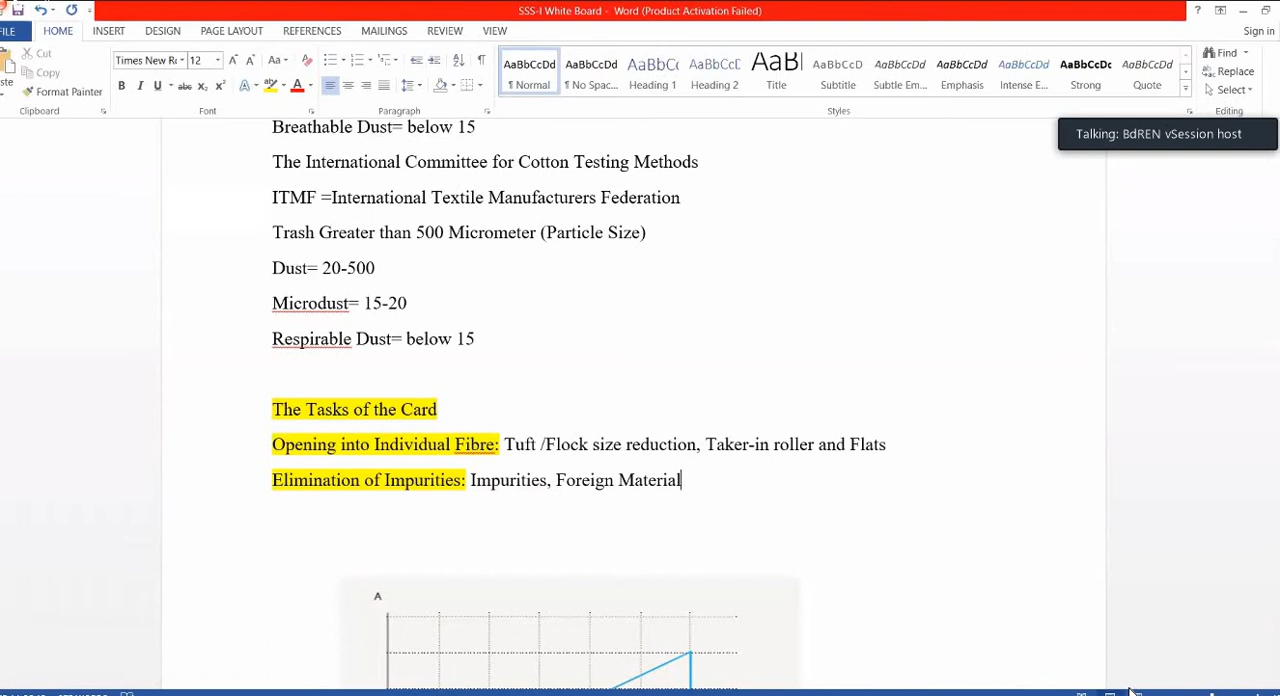 SSS-I White Board - Word (Product Activation Failed)
FILE HOME INSERT DESIGN PAGE LAYOUT REFERENCES MAILINGS REVIEW VIEW
Sign in
Cut
Copy
Format Painter
Clipboard
Times New Ro 12
Font
Paragraph
AaBbCcDd AaBbCcDd AaBbCc AaBbCcC AaBl AaBbCcD AaBbCcDd AaBbCcDd AaBbCcDd AaBbCcDc AaBbCcDd
¶ Normal ¶ No Spac... Heading 1 Heading 2 Title Subtitle Subtle Em... Emphasis Intense E... Strong Quote
Styles
Find
Replace
Select
Editing
Talking: BdREN vSession host
Breathable Dust= below 15
The International Committee for Cotton Testing Methods
ITMF =International Textile Manufacturers Federation
Trash Greater than 500 Micrometer (Particle Size)
Dust= 20-500
Microdust= 15-20
Respirable Dust= below 15
The Tasks of the Card
Opening into Individual Fibre: Tuft /Flock size reduction, Taker-in roller and Flats
Elimination of Impurities: Impurities, Foreign Material
A